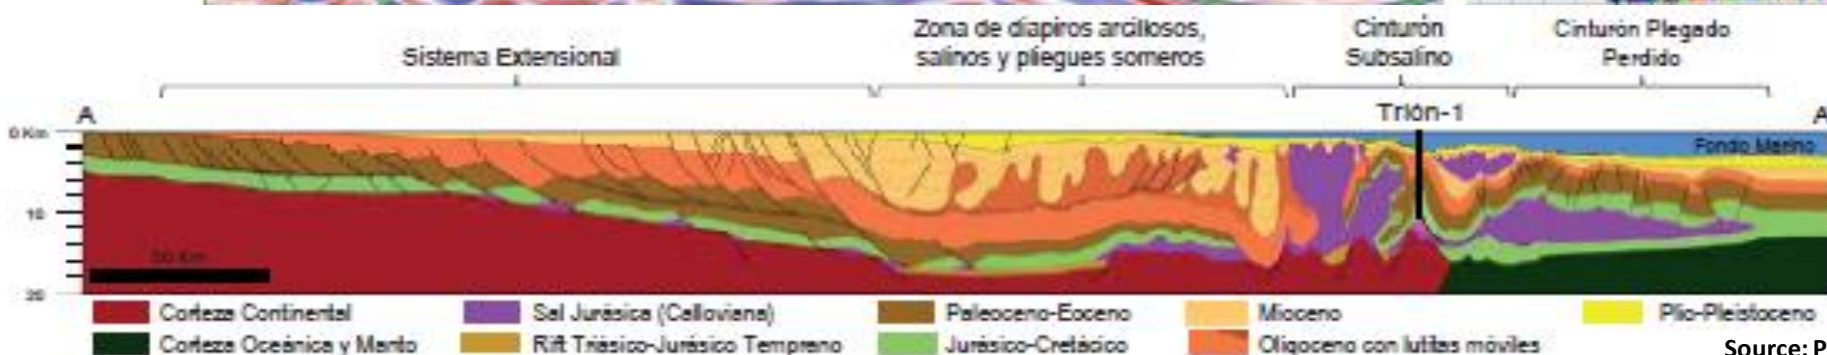 Zona de diapiros arcillosos,
salinos y pliegues someros
Cinturón
Subsalino
Cinturón Plegado
Perdido
Sistema Extensional
A
Trión-1
A
0 Km
Fondo Marino
10
50 Km
20
Corteza Continental
Sal Jurásica (Calloviana)
Paleoceno-Eoceno
Mioceno
Plio-Pleistoceno
Corteza Oceánica y Manto
Rift Triásico-Jurásico Temprano
Jurásico-Cretácico
Oligoceno con lutitas móviles
Source: P